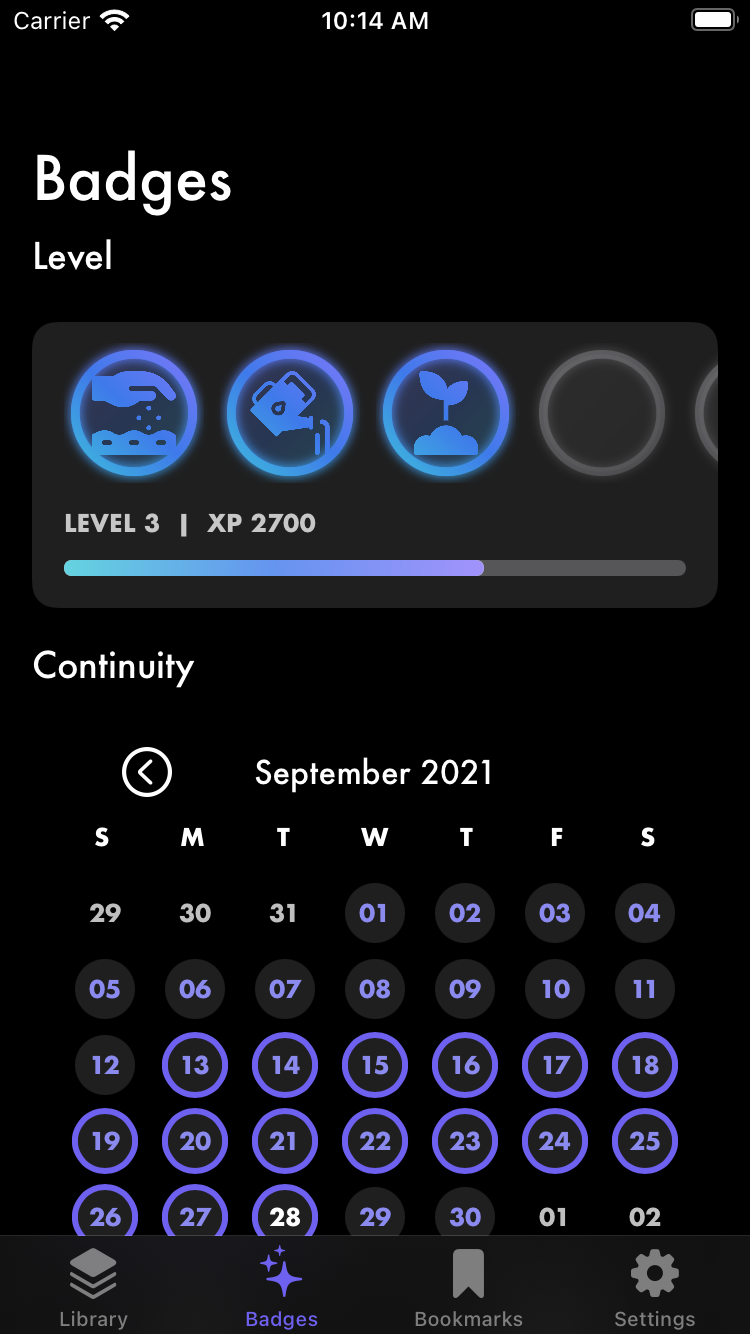 Carrier 10:14 AM
Badges
Level
LEVEL 3 | XP 2700
Continuity
September 2021
S M T W T F S
29 30 31 01 02 03 04
05 06 07 08 09 10 11
12 13 14 15 16 17 18
19 20 21 22 23 24 25
26 27 28 29 30 01 02
Library Badges Bookmarks Settings